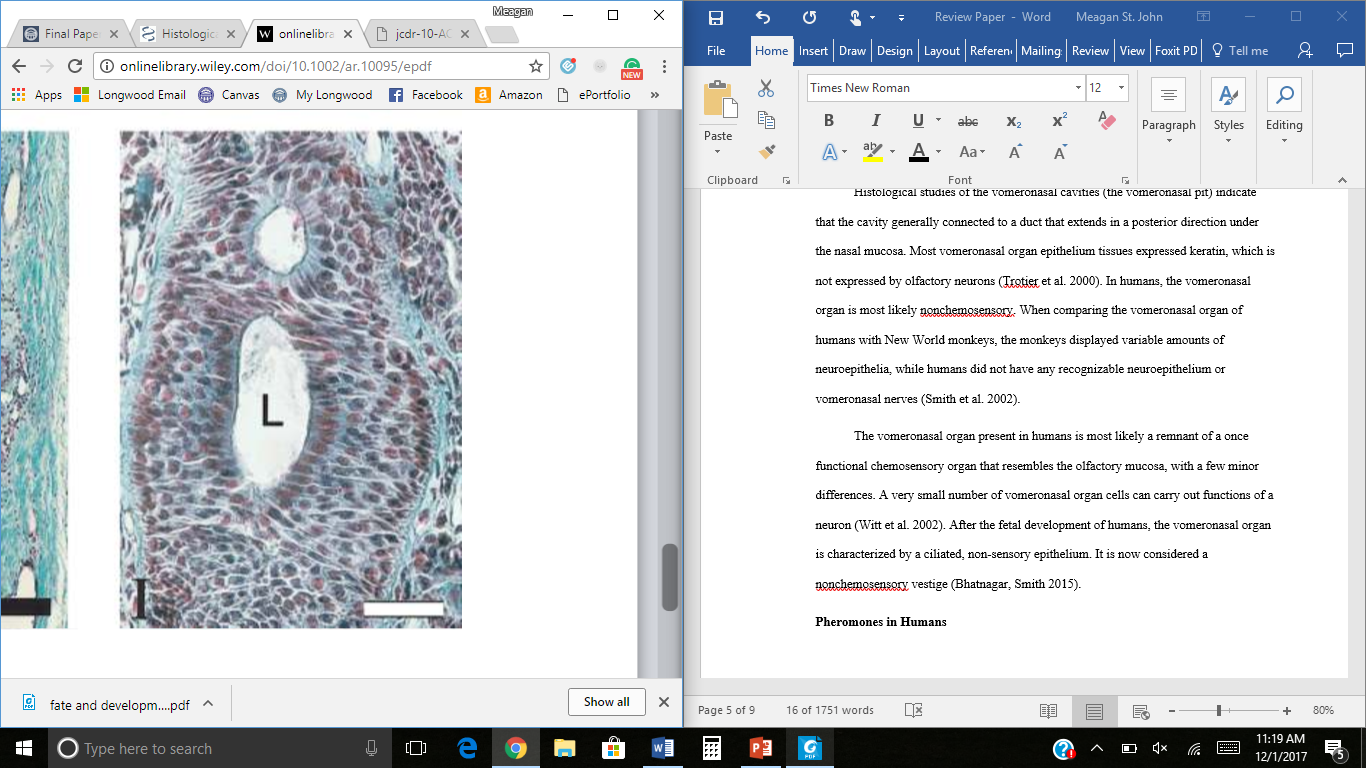 Meagan
Final Pape
Histologica
onlinelibra
jcdr-10-AC
onlinelibrary.wiley.com/doi/10.1002/ar.10095/epdf
NEW
Apps
Longwood Email
Canvas
My Longwood
Facebook
Amazon
ePortfolio
»
L
I
fate and developm....pdf
Show all
Review Paper - Word
Meagan St. John
File
Home
Insert
Draw
Design
Layout
Referen
Mailing
Review
View
Foxit PD
Tell me
Paste
Clipboard
Times New Roman
12
B I U abc x₂ x²
A ab A Aa A A
Font
Paragraph
Styles
Editing
Histological studies of the vomeronasal cavities (the vomeronasal pit) indicate
that the cavity generally connected to a duct that extends in a posterior direction under
the nasal mucosa. Most vomeronasal organ epithelium tissues expressed keratin, which is
not expressed by olfactory neurons (Trotier et al. 2000). In humans, the vomeronasal
organ is most likely nonchemosensory. When comparing the vomeronasal organ of
humans with New World monkeys, the monkeys displayed variable amounts of
neuroepithelia, while humans did not have any recognizable neuroepithelium or
vomeronasal nerves (Smith et al. 2002).
The vomeronasal organ present in humans is most likely a remnant of a once
functional chemosensory organ that resembles the olfactory mucosa, with a few minor
differences. A very small number of vomeronasal organ cells can carry out functions of a
neuron (Witt et al. 2002). After the fetal development of humans, the vomeronasal organ
is characterized by a ciliated, non-sensory epithelium. It is now considered a
nonchemosensory vestige (Bhatnagar, Smith 2015).
Pheromones in Humans
Page 5 of 9
16 of 1751 words
80%
Type here to search
11:19 AM
12/1/2017
5